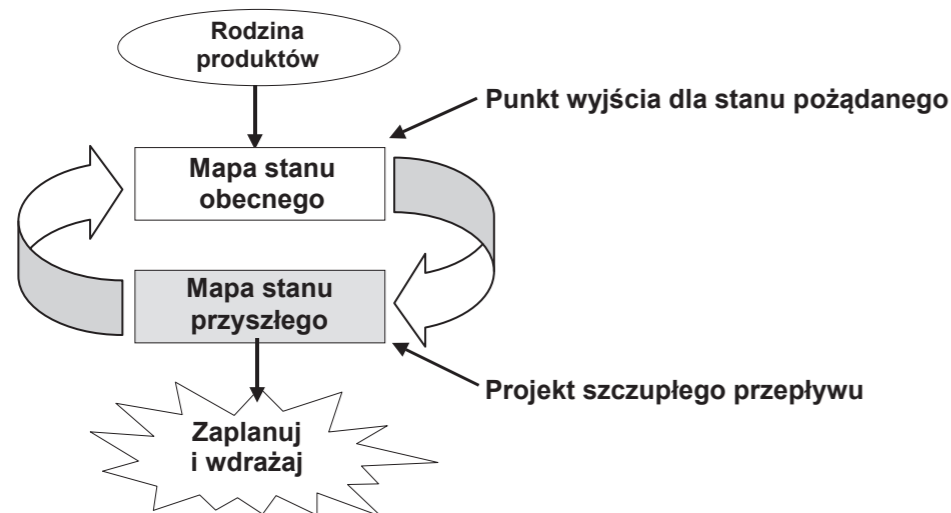 Rodzina
produktów
Punkt wyjścia dla stanu pożądanego
Mapa stanu
obecnego
Mapa stanu
przyszłego
Projekt szczupłego przepływu
Zaplanuj
i wdrażaj